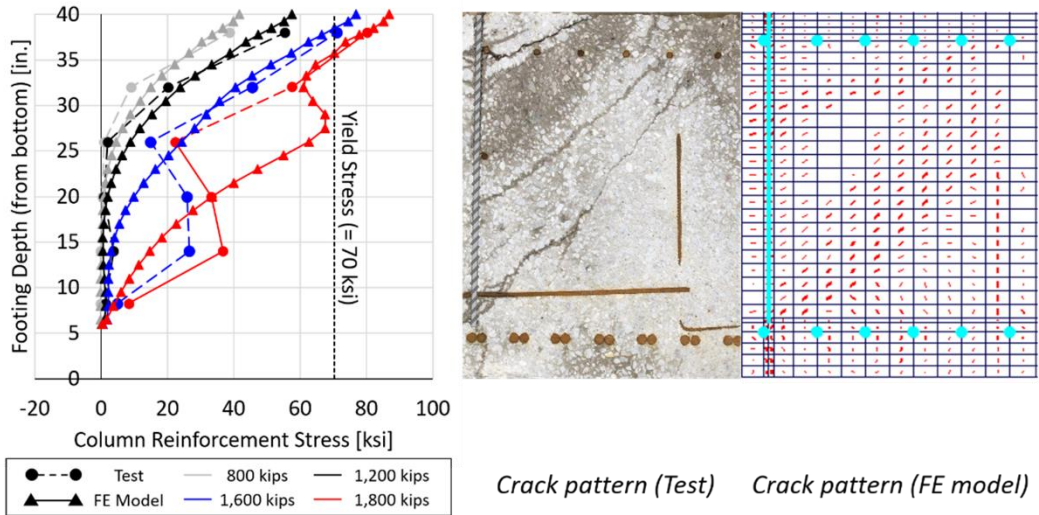 Footing Depth (from bottom) [in.]
40
35
30
25
20
15
10
5
0
-20
0
20
40
60
80
100
Column Reinforcement Stress [ksi]
Yield Stress (= 70 ksi)
Test
800 kips
1,200 kips
FE Model
1,600 kips
1,800 kips
Crack pattern (Test)
Crack pattern (FE model)